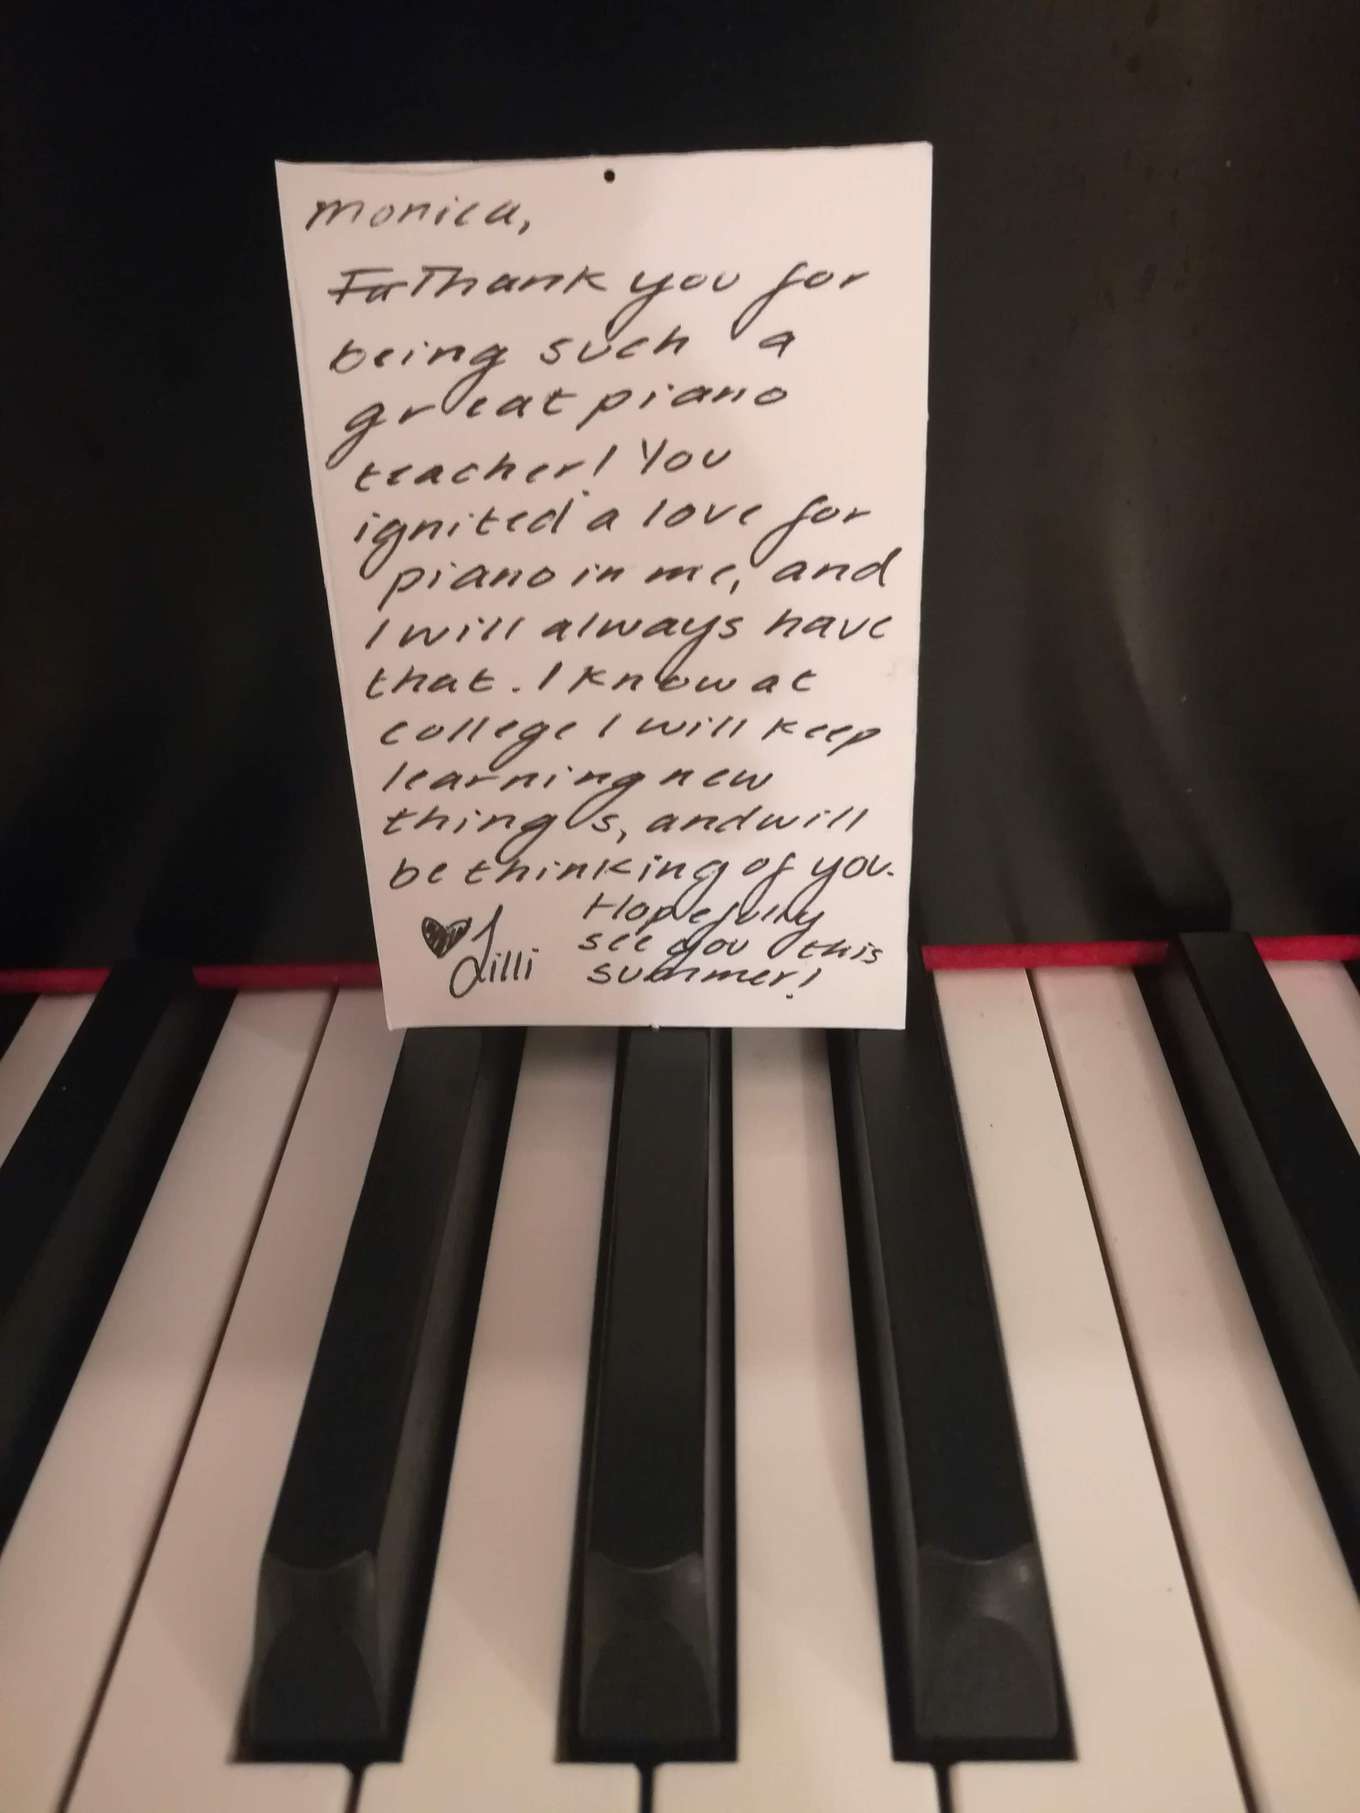 Monica,
Fu Thank you for
being such a
great piano
teacher! You
ignited a love for
piano in me, and
I will always have
that. I know at
college I will keep
learning new
things, and will
be thinking of you.
Hopefully
see you this
summer!
♥ Lilli